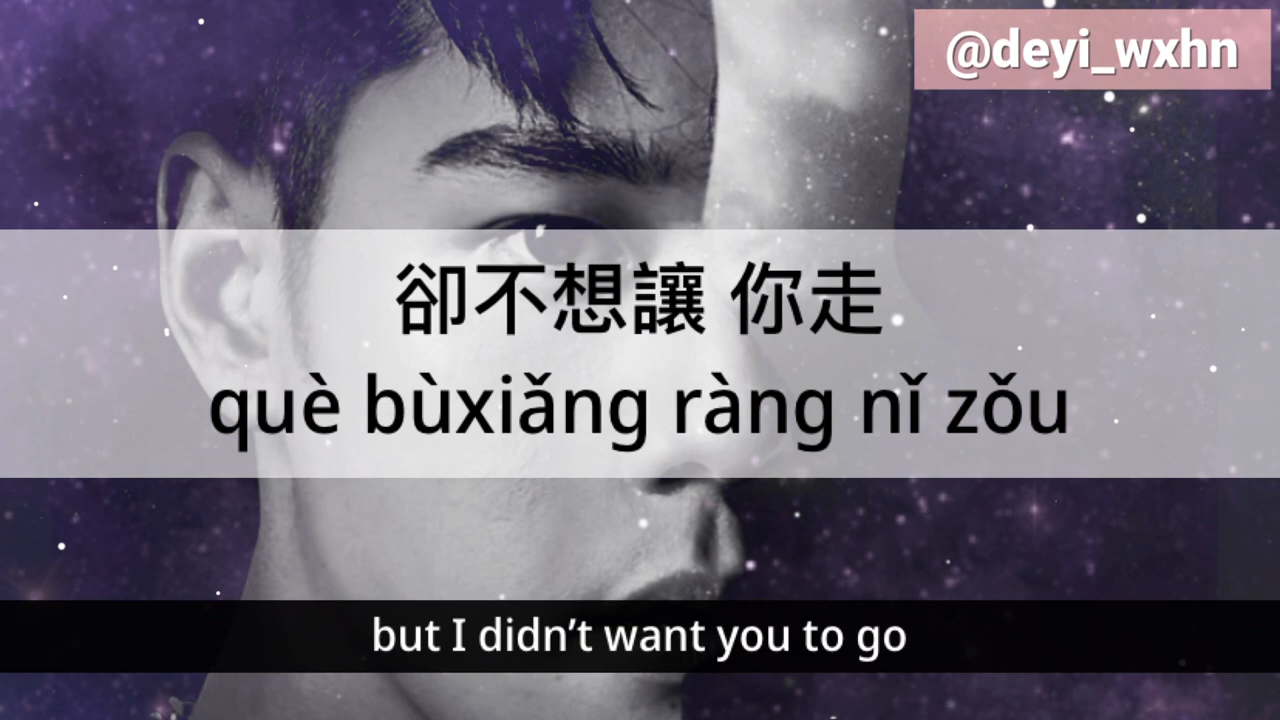 @deyi_wxhn
卻不想讓 你走
què bùxiǎng ràng nǐ zǒu
but I didn’t want you to go